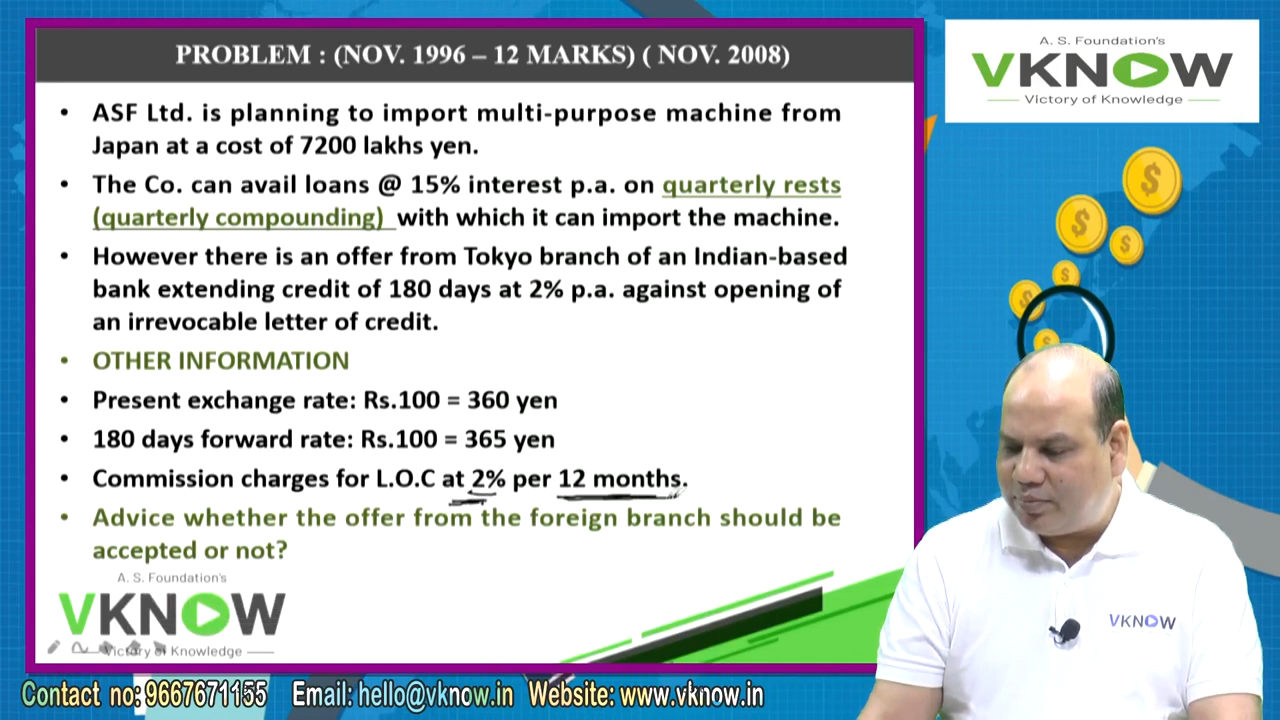 PROBLEM : (NOV. 1996 – 12 MARKS) ( NOV. 2008)
A. S. Foundation's
VKNOW
Victory of Knowledge
• ASF Ltd. is planning to import multi-purpose machine from
Japan at a cost of 7200 lakhs yen.
• The Co. can avail loans @ 15% interest p.a. on quarterly rests
(quarterly compounding) with which it can import the machine.
• However there is an offer from Tokyo branch of an Indian-based
bank extending credit of 180 days at 2% p.a. against opening of
an irrevocable letter of credit.
• OTHER INFORMATION
• Present exchange rate: Rs.100 = 360 yen
• 180 days forward rate: Rs.100 = 365 yen
• Commission charges for L.O.C at 2% per 12 months.
• Advice whether the offer from the foreign branch should be
accepted or not?
A. S. Foundation's
VKNOW
Victory of Knowledge
VKNOW
Contact no: 9667671155 Email: hello@vknow.in Website: www.vknow.in